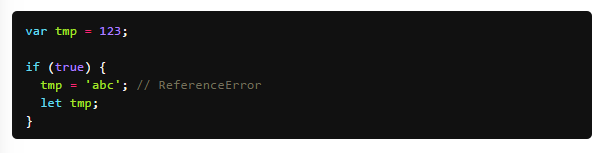 var tmp = 123;
if (true) {
tmp = 'abc'; // ReferenceError
let tmp;
}